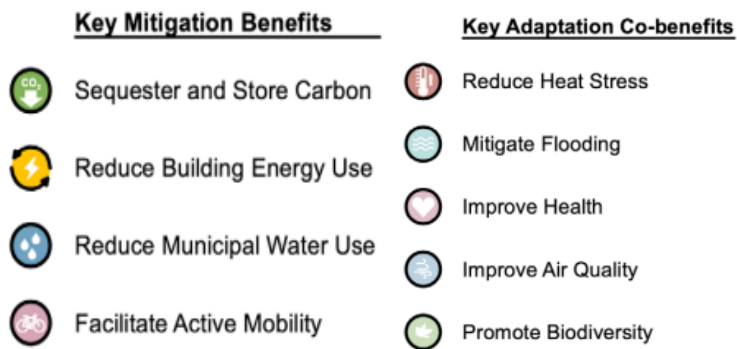 Key Mitigation Benefits
CO₂ Sequester and Store Carbon
Reduce Building Energy Use
Reduce Municipal Water Use
Facilitate Active Mobility
Key Adaptation Co-benefits
Reduce Heat Stress
Mitigate Flooding
Improve Health
Improve Air Quality
Promote Biodiversity